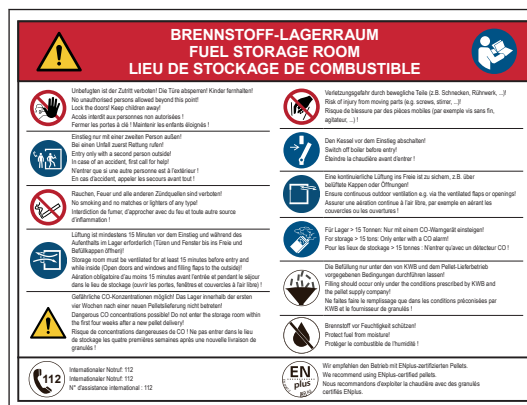 BRENNSTOFF-LAGERRAUM
FUEL STORAGE ROOM
LIEU DE STOCKAGE DE COMBUSTIBLE
Unbefugten ist der Zutritt verboten! Die Türe absperren! Kinder fernhalten!
No unauthorised persons allowed beyond this point!
Lock the doors! Keep children away!
Accès interdit aux personnes non autorisées !
Fermer les portes à clé ! Maintenir les enfants éloignés !
Einstieg nur mit einer zweiten Person außen!
Bei einen Unfall zuerst Rettung rufen!
Entry only with a second person outside!
In case of an accident, first call for help!
N'entrer que si une autre personne est à l'extérieur !
En cas d'accident, appeler les secours avant tout !
Rauchen, Feuer und alle anderen Zündquellen sind verboten!
No smoking and no matches or lighters of any type!
Interdiction de fumer, d'approcher avec du feu et toute autre source
d'inflammation !
Lüftung ist mindestens 15 Minuten vor dem Einstieg und während des
Aufenthalts im Lager erforderlich (Türen und Fenster bis ins Freie und
Befüllkappen öffnen)!
Storage room must be ventilated for at least 15 minutes before entry and
while inside (Open doors and windows and filling flaps to the outside)!
Aération obligatoire d'au moins 15 minutes avant l'entrée et pendant le séjour
dans le lieu de stockage (ouvrir les portes, fenêtres et couvercles à l'air libre) !
Gefährliche CO-Konzentrationen möglich! Das Lager innerhalb der ersten
vier Wochen nach einer neuen Pelletslieferung nicht betreten!
Dangerous CO concentrations possible! Do not enter the storage room within
the first four weeks after a new pellet delivery!
Risque de concentrations dangereuses de CO ! Ne pas entrer dans le lieu
de stockage les quatre premières semaines après une nouvelle livraison de
granulés !
112
Internationaler Notruf: 112
Internationaler Notruf: 112
N° d'assistance international : 112
Verletzungsgefahr durch bewegliche Teile (z.B. Schnecken, Rührwerk, ...)!
Risk of injury from moving parts (e.g. screws, stirrer, ...)!
Risque de blessure par des pièces mobiles (par exemple vis sans fin,
agitateur, ...) !
Den Kessel vor dem Einstieg abschalten!
Switch off boiler before entry!
Éteindre la chaudière avant d'entrer !
Eine kontinuierliche Lüftung ins Freie ist zu sichern, z.B. über
belüftete Kappen oder Öffnungen!
Ensure continuous outdoor ventilation e.g. via the ventilated flaps or openings!
Assurer une aération continue à l'air libre, par exemple en aérant les
couvercles ou les ouvertures !
Für Lager > 15 Tonnen: Nur mit einem CO-Warngerät einsteigen!
For storage > 15 tons: Only enter with a CO alarm!
Pour les lieux de stockage > 15 tonnes : N'entrer qu'avec un détecteur CO !
Die Befüllung nur unter den von KWB und dem Pellet-Lieferbetrieb
vorgegebenen Bedingungen durchführen lassen!
Filling should only occur under the conditions prescribed by KWB and
the pellet supply company!
Ne faites faire le remplissage que dans les conditions préconisées par
KWB et le fournisseur de granulés !
Brennstoff vor Feuchtigkeit schützen!
Protect fuel from moisture!
Protéger le combustible de l'humidité !
EN
plus
Wir empfehlen den Betrieb mit ENplus-zertifizierten Pellets.
We recommend using ENplus-certified pellets.
Nous recommandons d'exploiter la chaudière avec des granulés
certifiés ENplus.